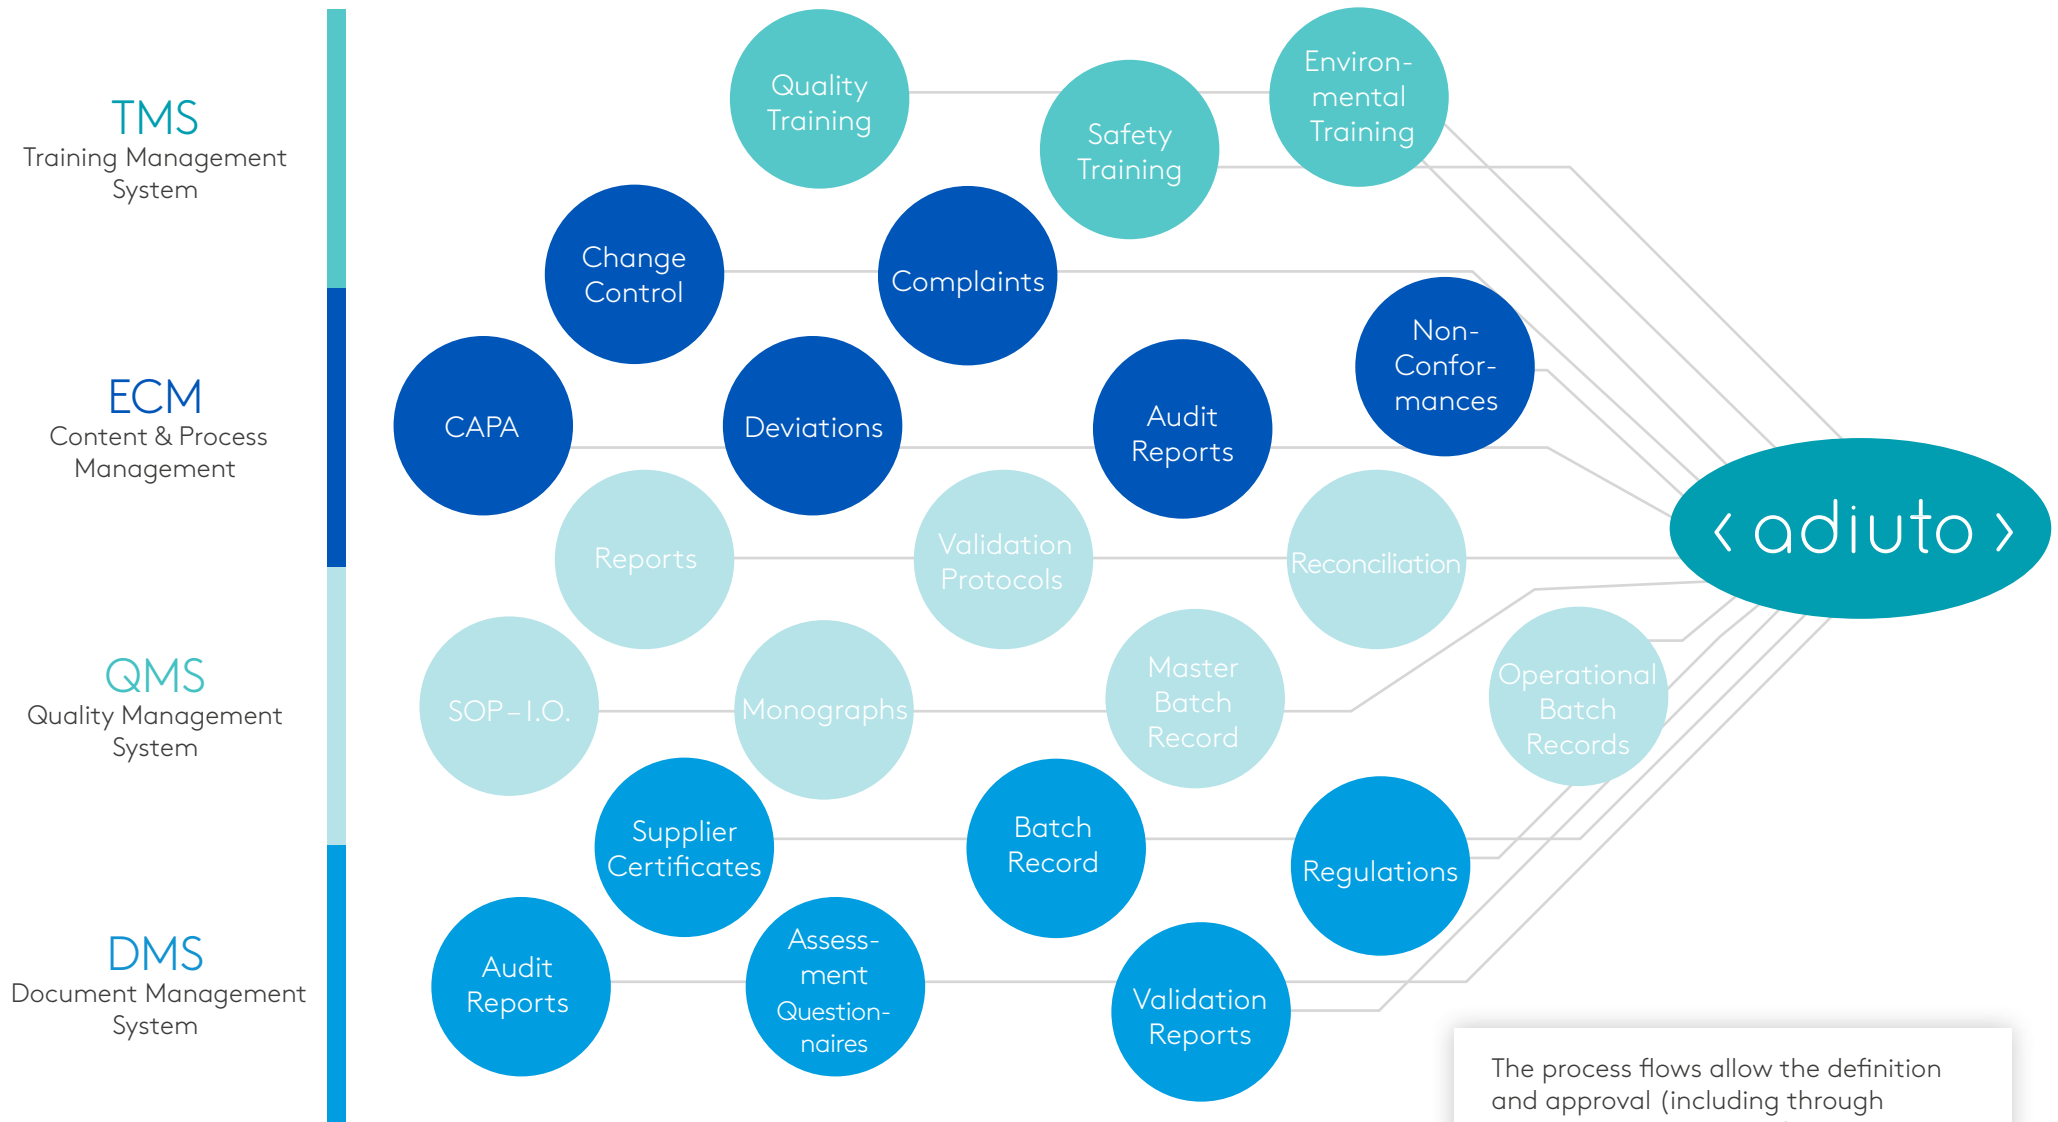 TMS
Training Management
System
Quality
Training
Safety
Training
Environ-
mental
Training
ECM
Content & Process
Management
Change
Control
Complaints
Non-
Confor-
mances
CAPA
Deviations
Audit
Reports
‹ adiuto ›
QMS
Quality Management
System
Reports
Validation
Protocols
Reconciliation
SOP – I.O.
Monographs
Master
Batch
Record
Operational
Batch
Records
DMS
Document Management
System
Supplier
Certificates
Batch
Record
Regulations
Audit
Reports
Assess-
ment
Question-
naires
Validation
Reports
The process flows allow the definition
and approval (including through